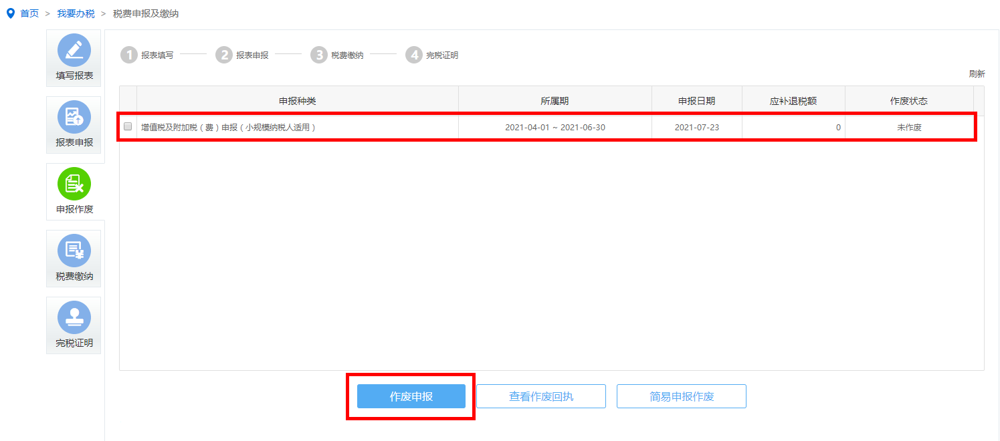 首页 > 我要办税 > 税费申报及缴纳
填写报表
报表申报
申报作废
税费缴纳
完税证明
1 报表填写 2 报表申报 3 税费缴纳 4 完税证明
刷新
申报种类 所属期 申报日期 应补退税额 作废状态
增值税及附加税（费）申报（小规模纳税人适用） 2021-04-01 ~ 2021-06-30 2021-07-23 0 未作废
作废申报 查看作废回执 简易申报作废